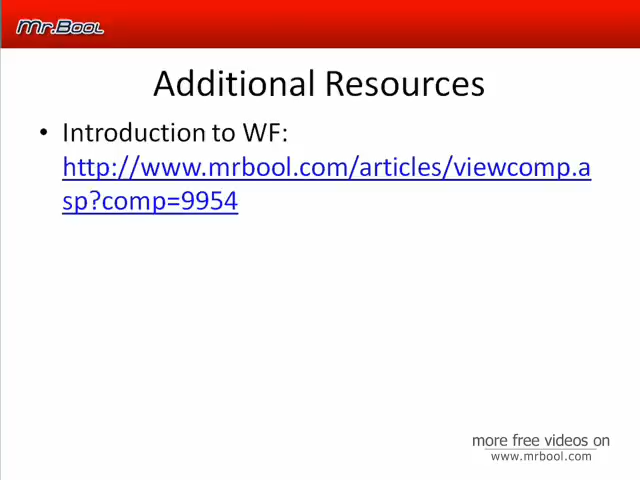 Mr.Bool
Additional Resources
• Introduction to WF:
http://www.mrbool.com/articles/viewcomp.a
sp?comp=9954
more free videos on
www.mrbool.com